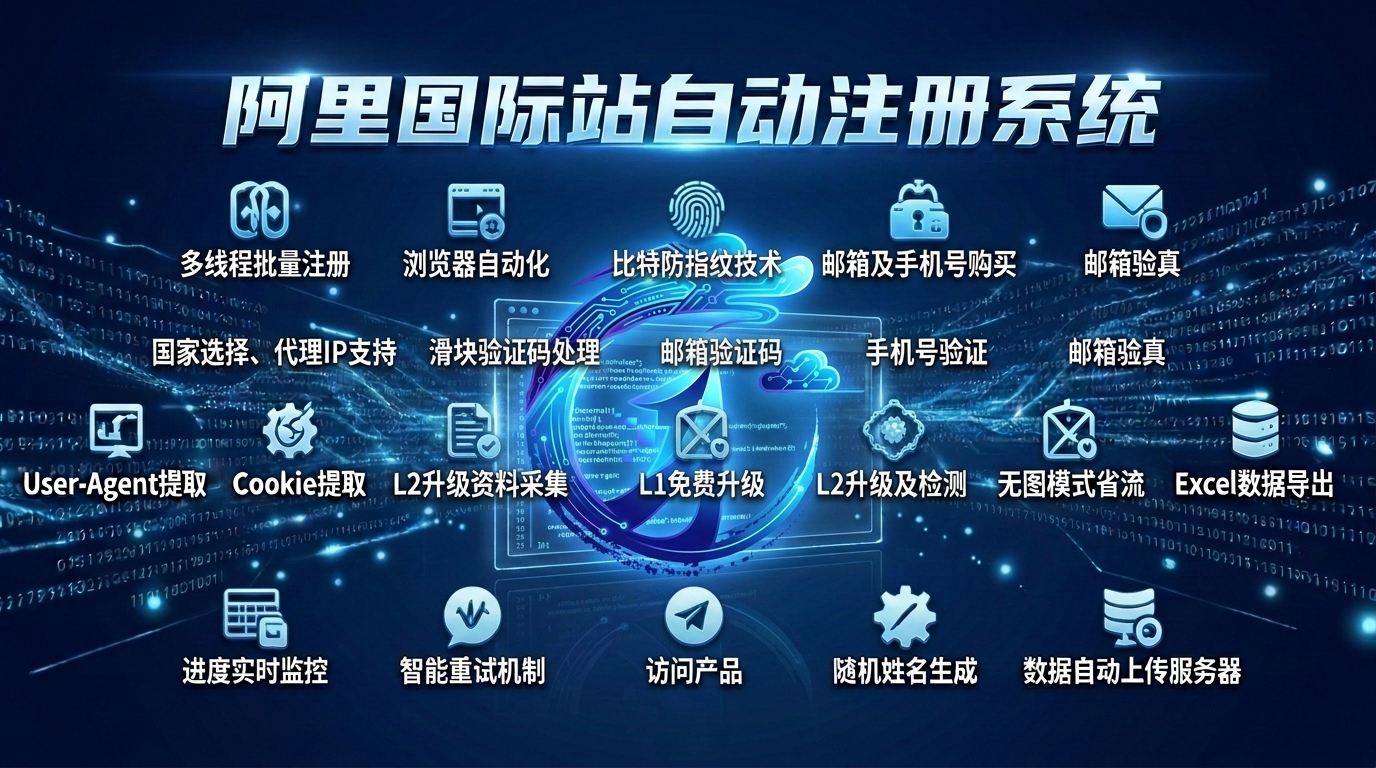 阿里国际站自动注册系统
多线程批量注册 浏览器自动化 比特防指纹技术 邮箱及手机号购买 邮箱验真
国家选择、代理IP支持 滑块验证码处理 邮箱验证码 手机号验证 邮箱验真
User-Agent提取 Cookie提取 L2升级资料采集 L1免费升级 L2升级及检测 无图模式省流 Excel数据导出
进度实时监控 智能重试机制 访问产品 随机姓名生成 数据自动上传服务器